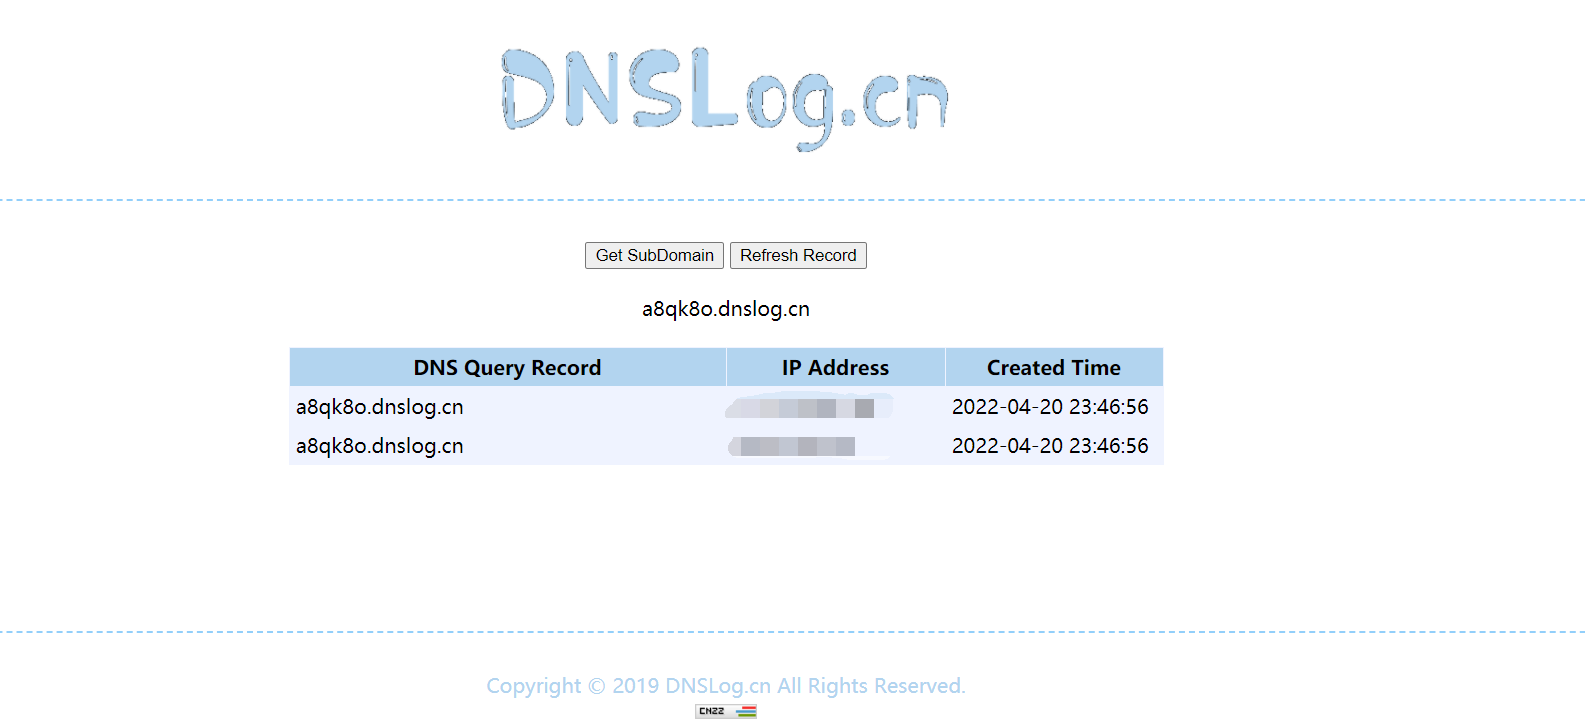 DNSLog.cn
Get SubDomain Refresh Record
a8qk8o.dnslog.cn
DNS Query Record IP Address Created Time
a8qk8o.dnslog.cn 2022-04-20 23:46:56
a8qk8o.dnslog.cn 2022-04-20 23:46:56
Copyright © 2019 DNSLog.cn All Rights Reserved.
CNZZ